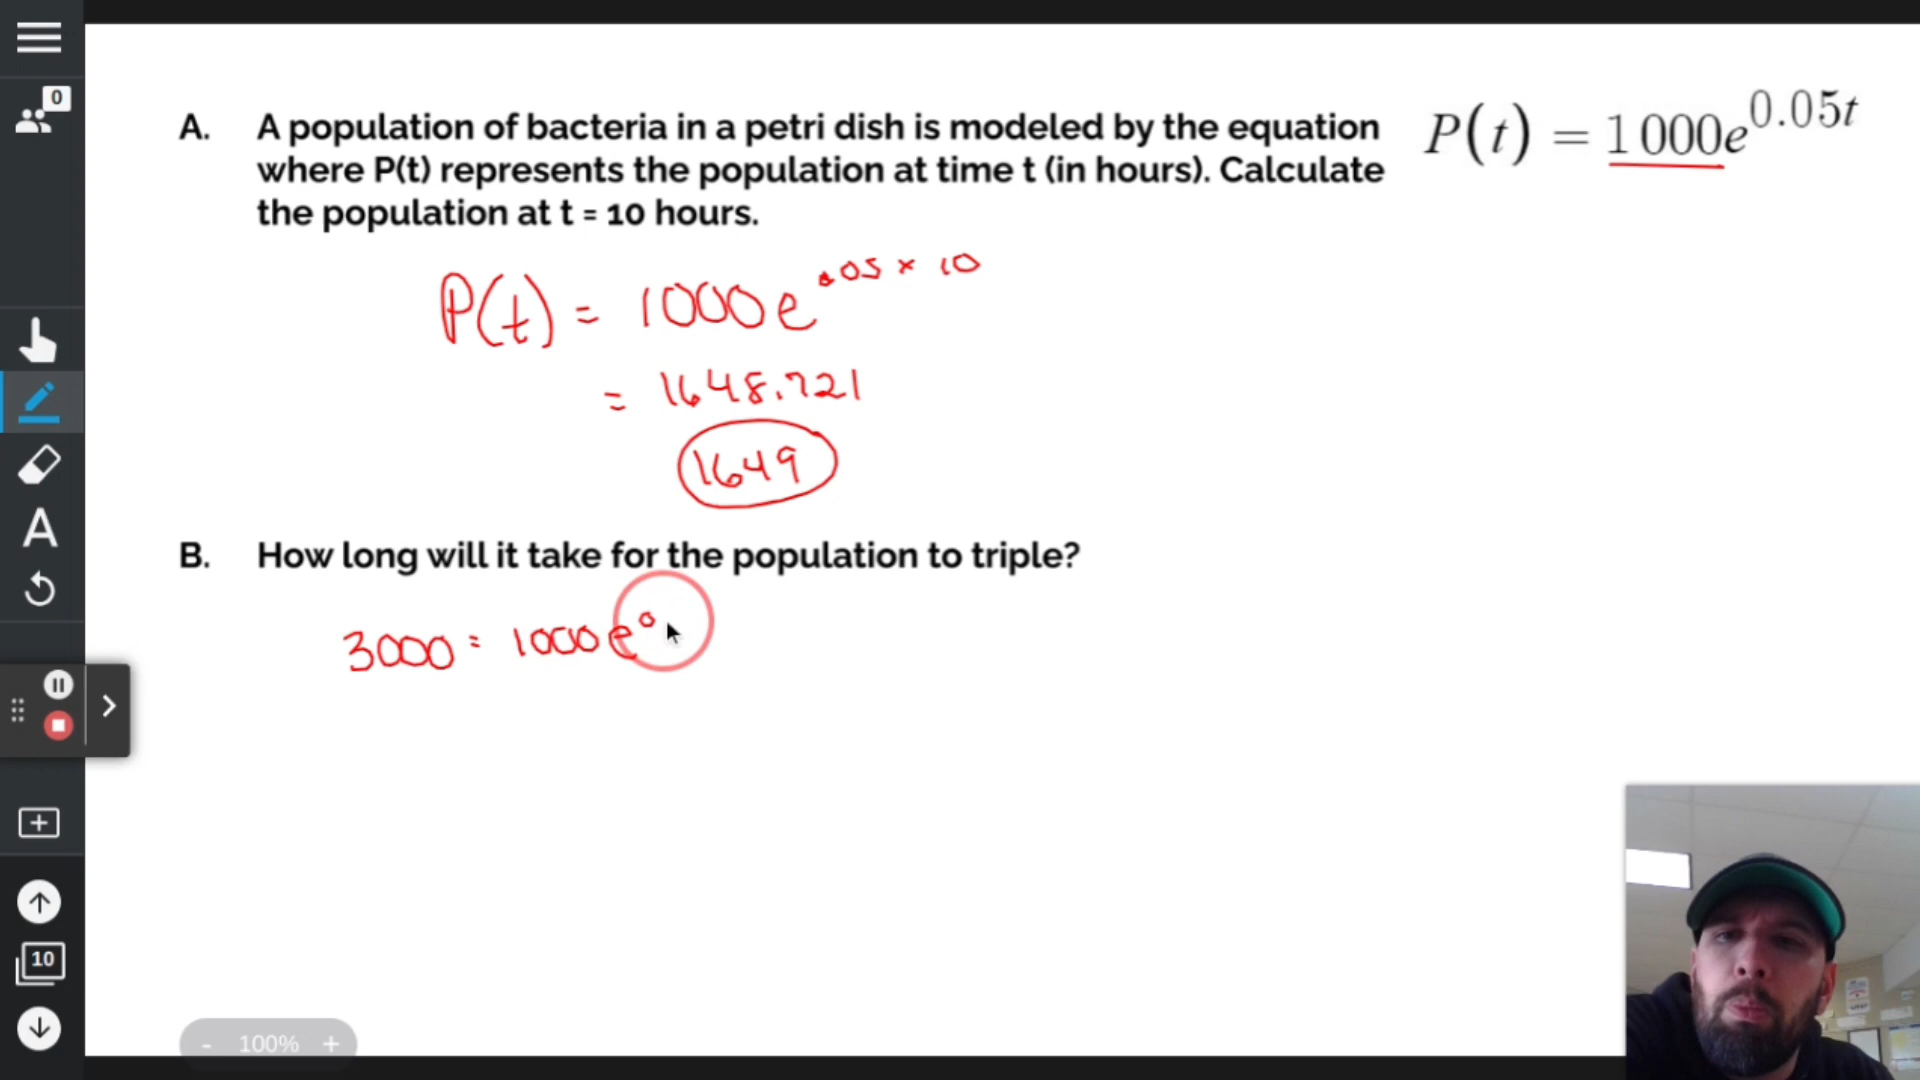 0
A. A population of bacteria in a petri dish is modeled by the equation P(t) = 1000e^0.05t
where P(t) represents the population at time t (in hours). Calculate
the population at t = 10 hours.
P(t) = 1000e^.05 × 10
= 1648.721
1649
B. How long will it take for the population to triple?
3000 = 1000e^0
A
10
- 100% +